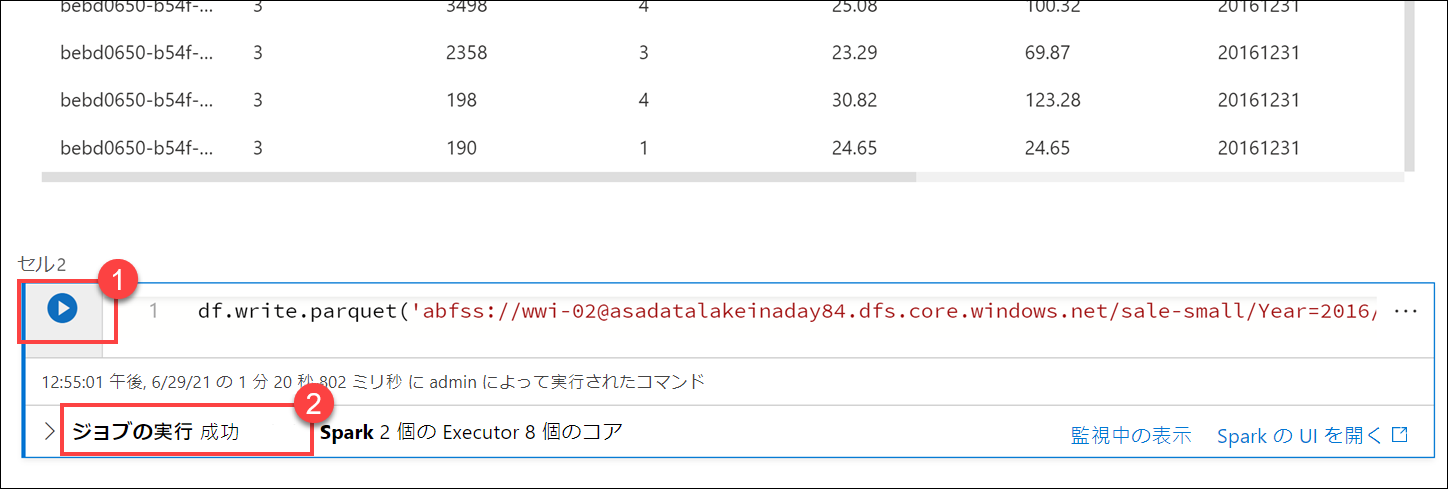 bebd0650-b54f-... 3 3498 4 25.08 100.32 20161231
bebd0650-b54f-... 3 2358 3 23.29 69.87 20161231
bebd0650-b54f-... 3 198 4 30.82 123.28 20161231
bebd0650-b54f-... 3 190 1 24.65 24.65 20161231
セル2
1
1 df.write.parquet('abfss://wwi-02@asadatalakeinaday84.dfs.core.windows.net/sale-small/Year=2016/ ...
12:55:01 午後, 6/29/21 の 1 分 20 秒 802 ミリ秒 に admin によって実行されたコマンド
2
ジョブの実行 成功 Spark 2 個の Executor 8 個のコア 監視中の表示 Spark の UI を開く